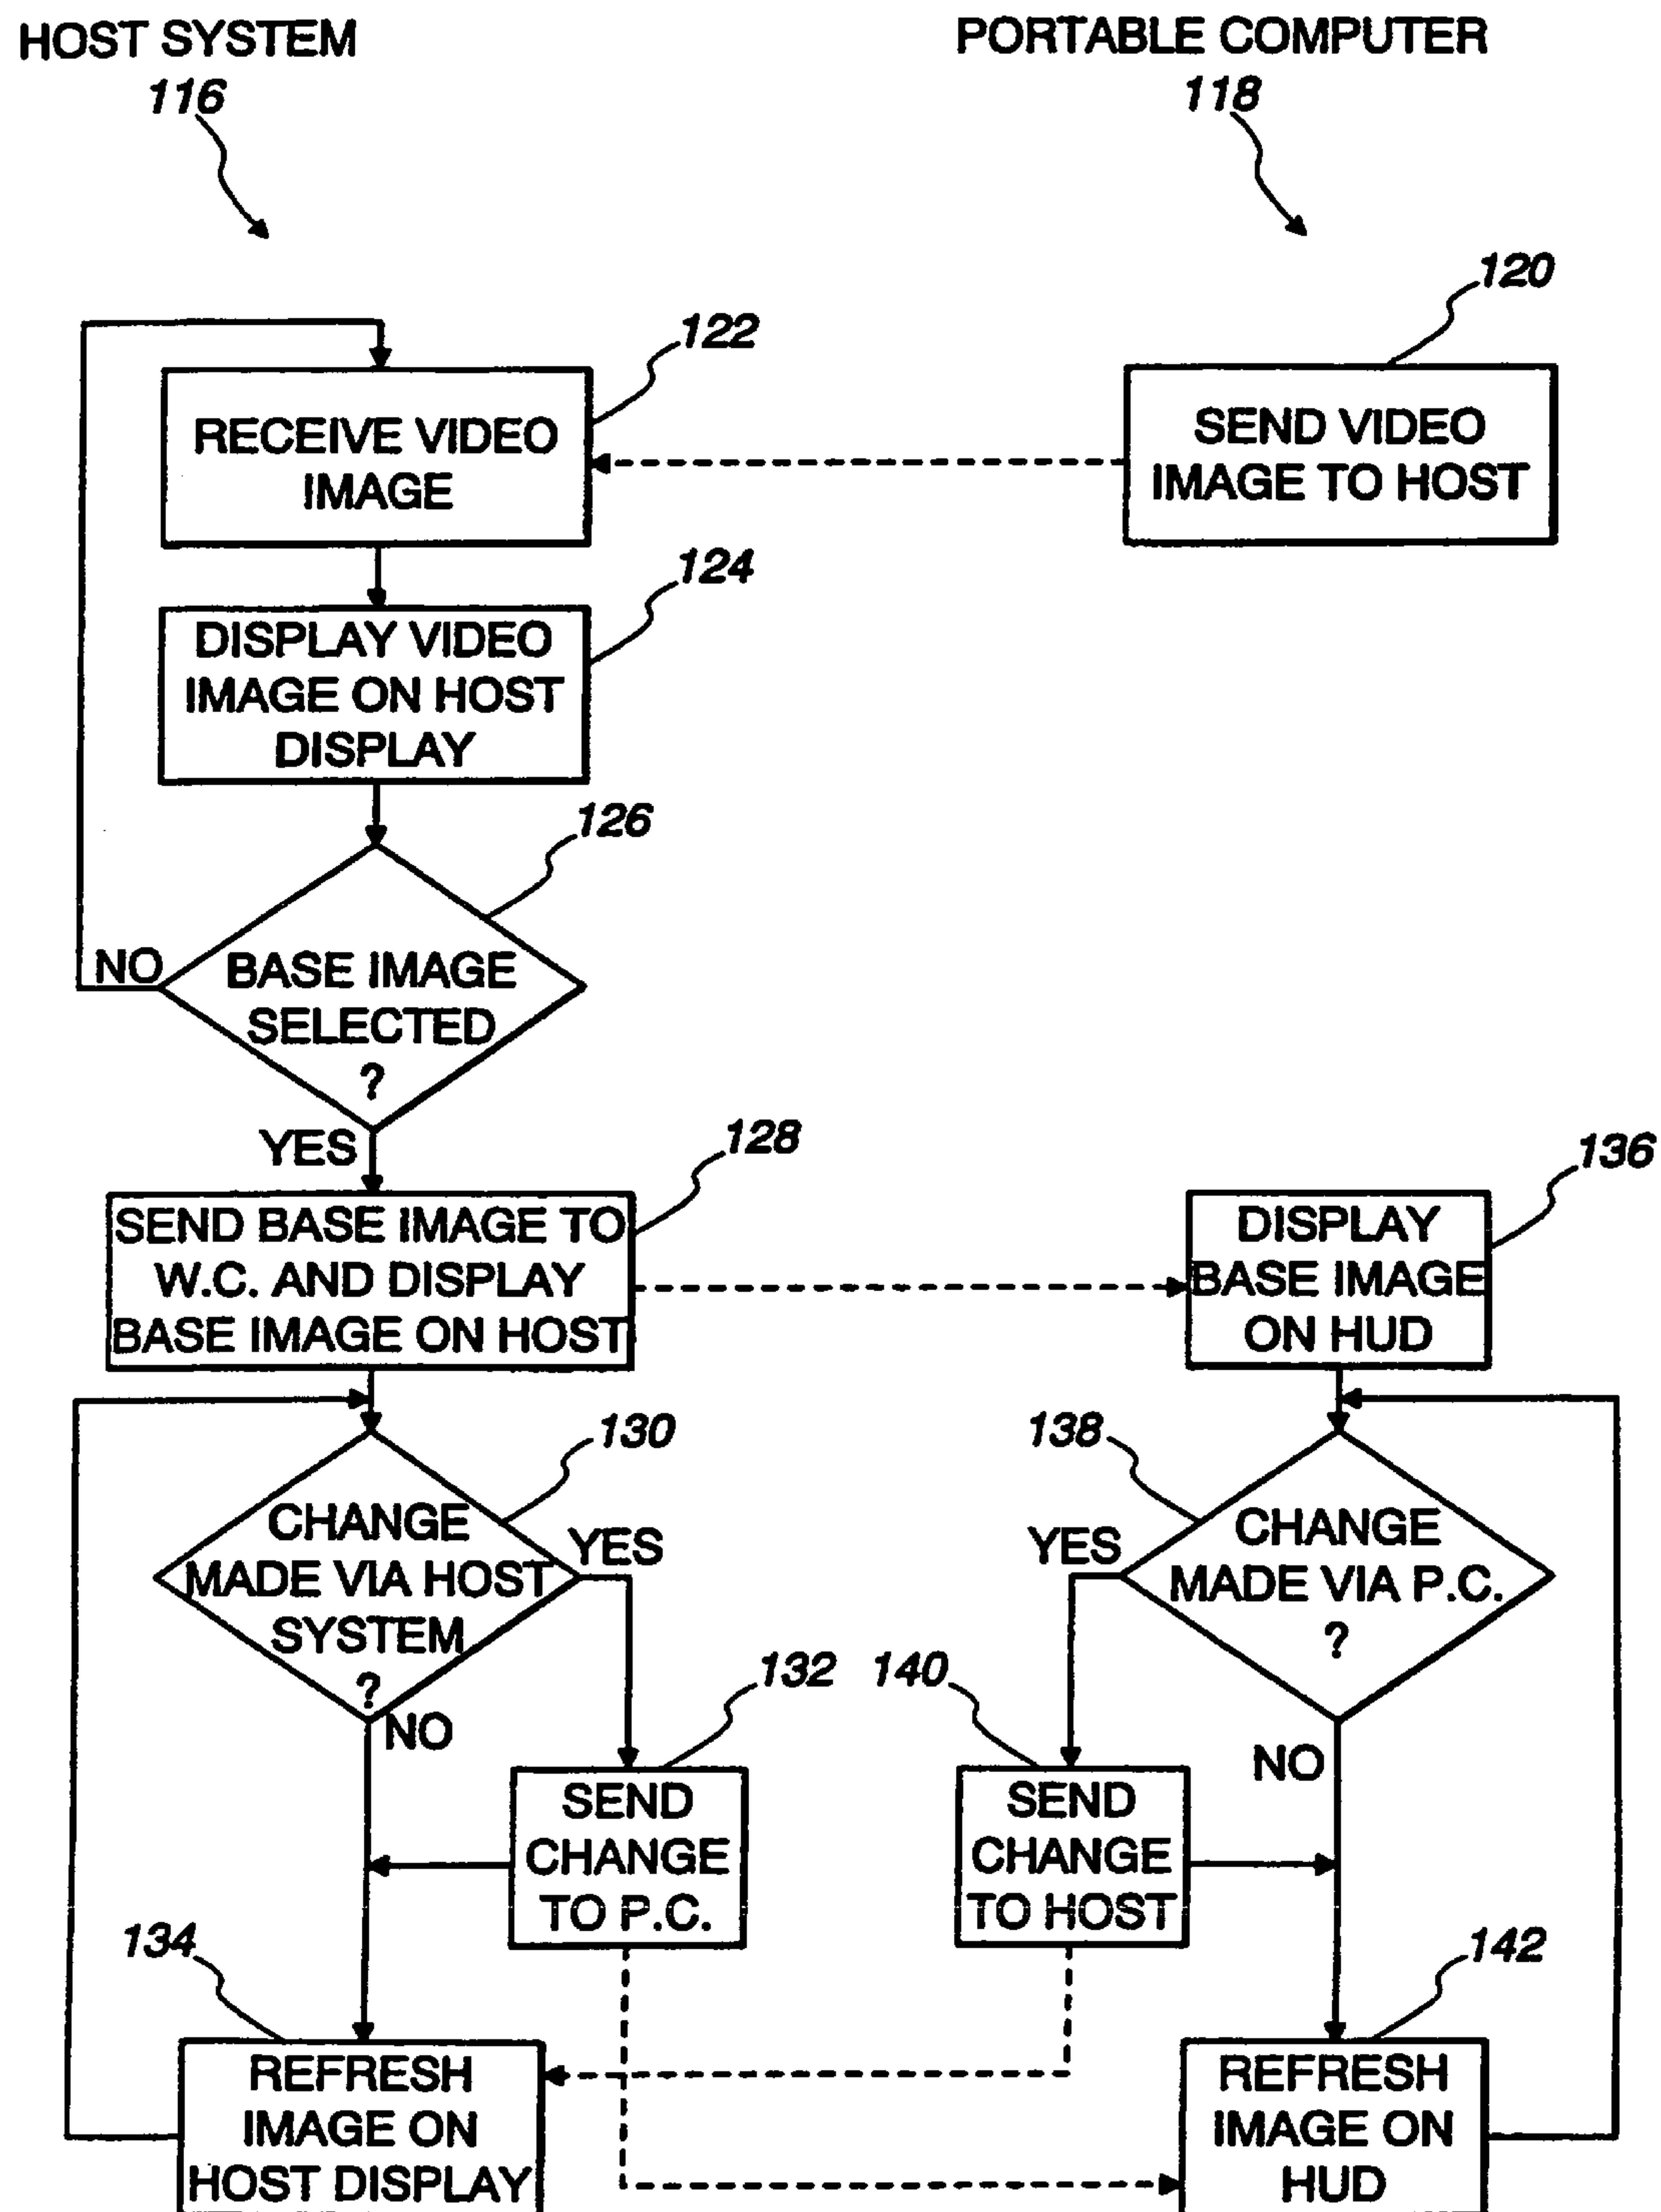 HOST SYSTEM
116
PORTABLE COMPUTER
118
120
SEND VIDEO
IMAGE TO HOST
122
RECEIVE VIDEO
IMAGE
124
DISPLAY VIDEO
IMAGE ON HOST
DISPLAY
126
BASE IMAGE
SELECTED
?
NO
YES
128
SEND BASE IMAGE TO
W.C. AND DISPLAY
BASE IMAGE ON HOST
136
DISPLAY
BASE IMAGE
ON HUD
130
CHANGE
MADE VIA HOST
SYSTEM
?
YES
NO
138
CHANGE
MADE VIA P.C.
?
YES
NO
132
SEND
CHANGE
TO P.C.
140
SEND
CHANGE
TO HOST
134
REFRESH
IMAGE ON
HOST DISPLAY
142
REFRESH
IMAGE ON
HUD